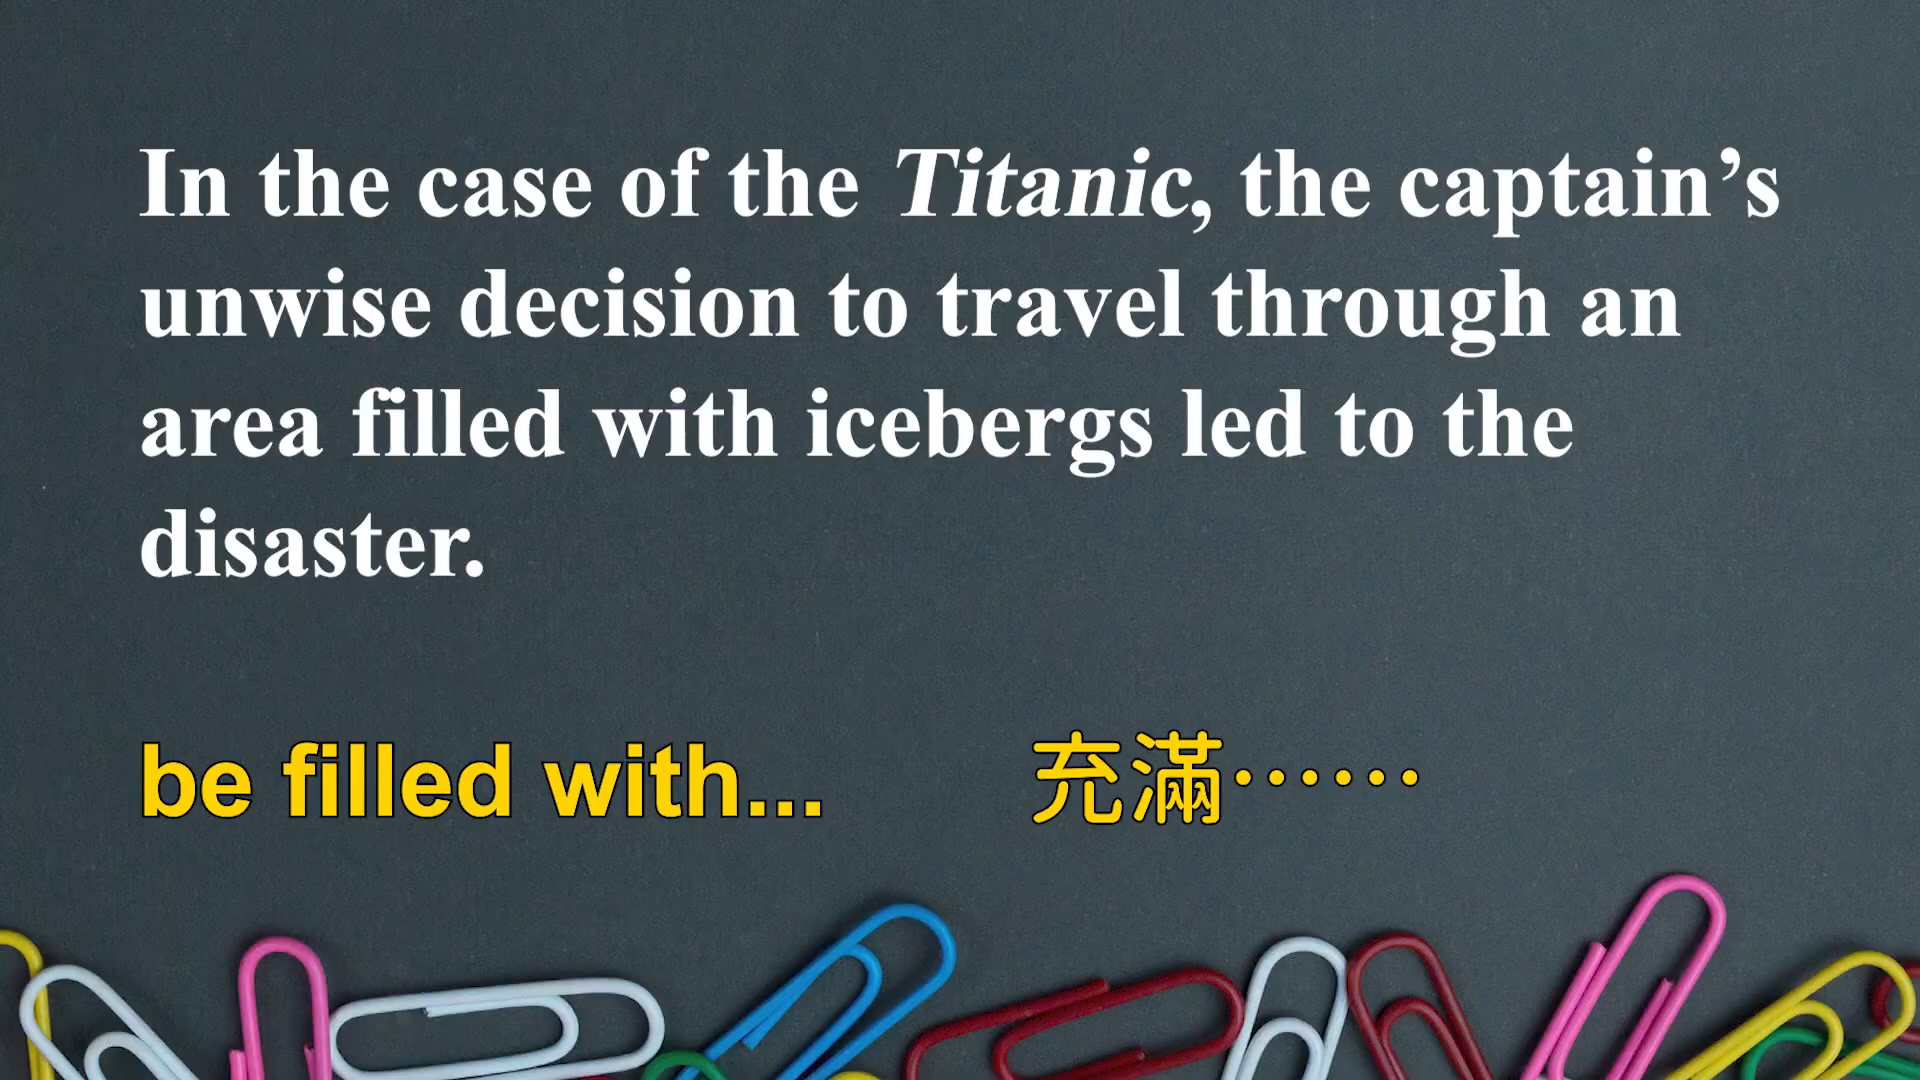 In the case of the Titanic, the captain’s
unwise decision to travel through an
area filled with icebergs led to the
disaster.
be filled with... 充滿……